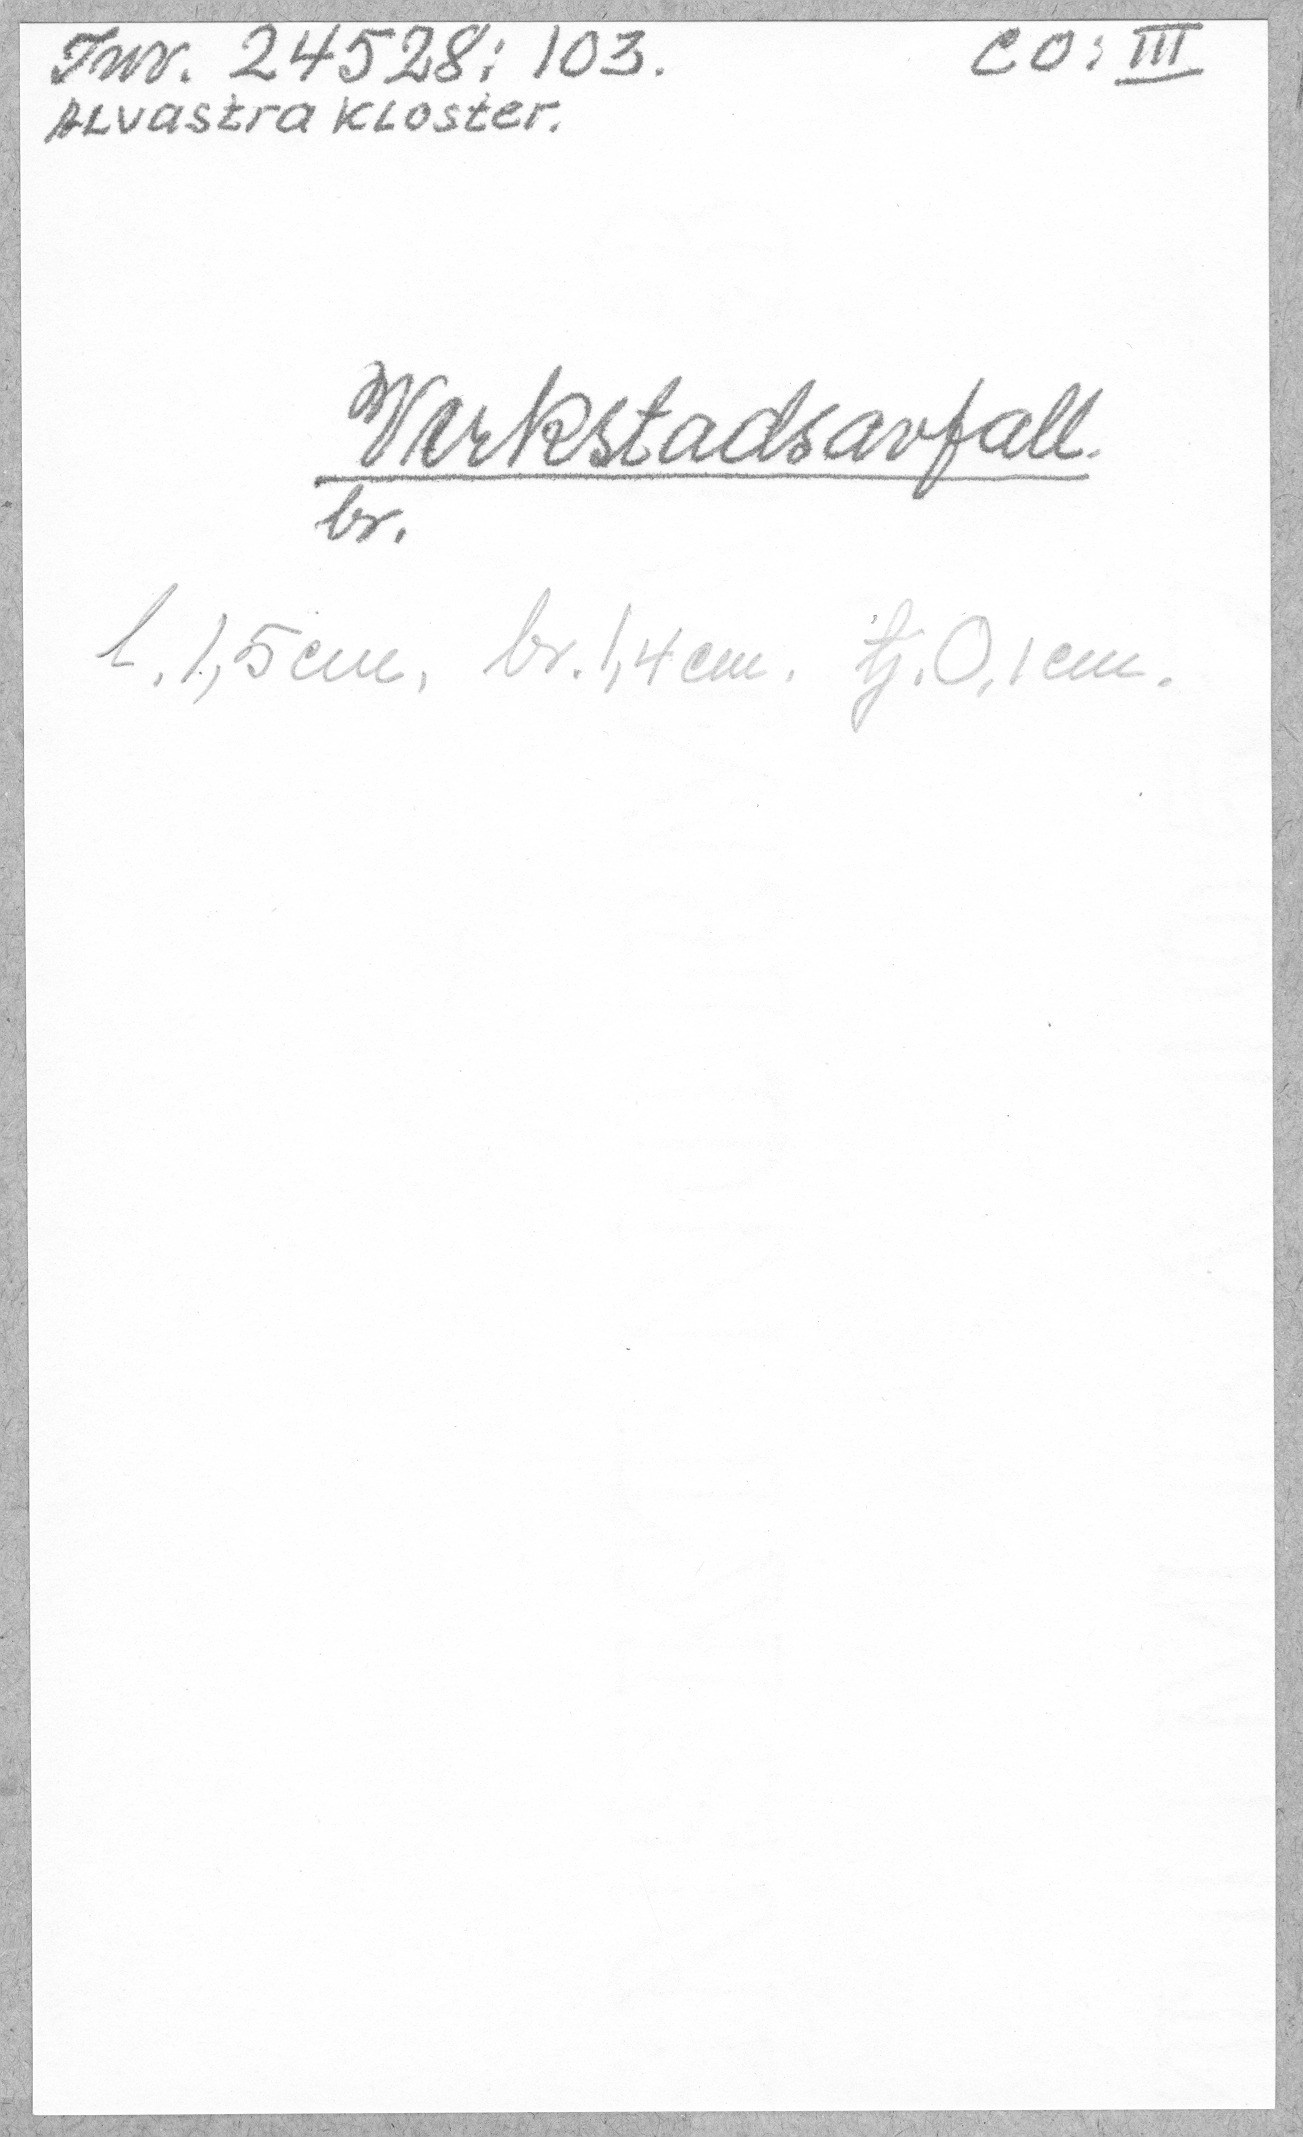 Inv. 24528: 103. CO: III
Alvastra kloster.
Verkstadsavfall.
br.
l. 1,5 cm. br. 1,4 cm. tj. 0,1 cm.